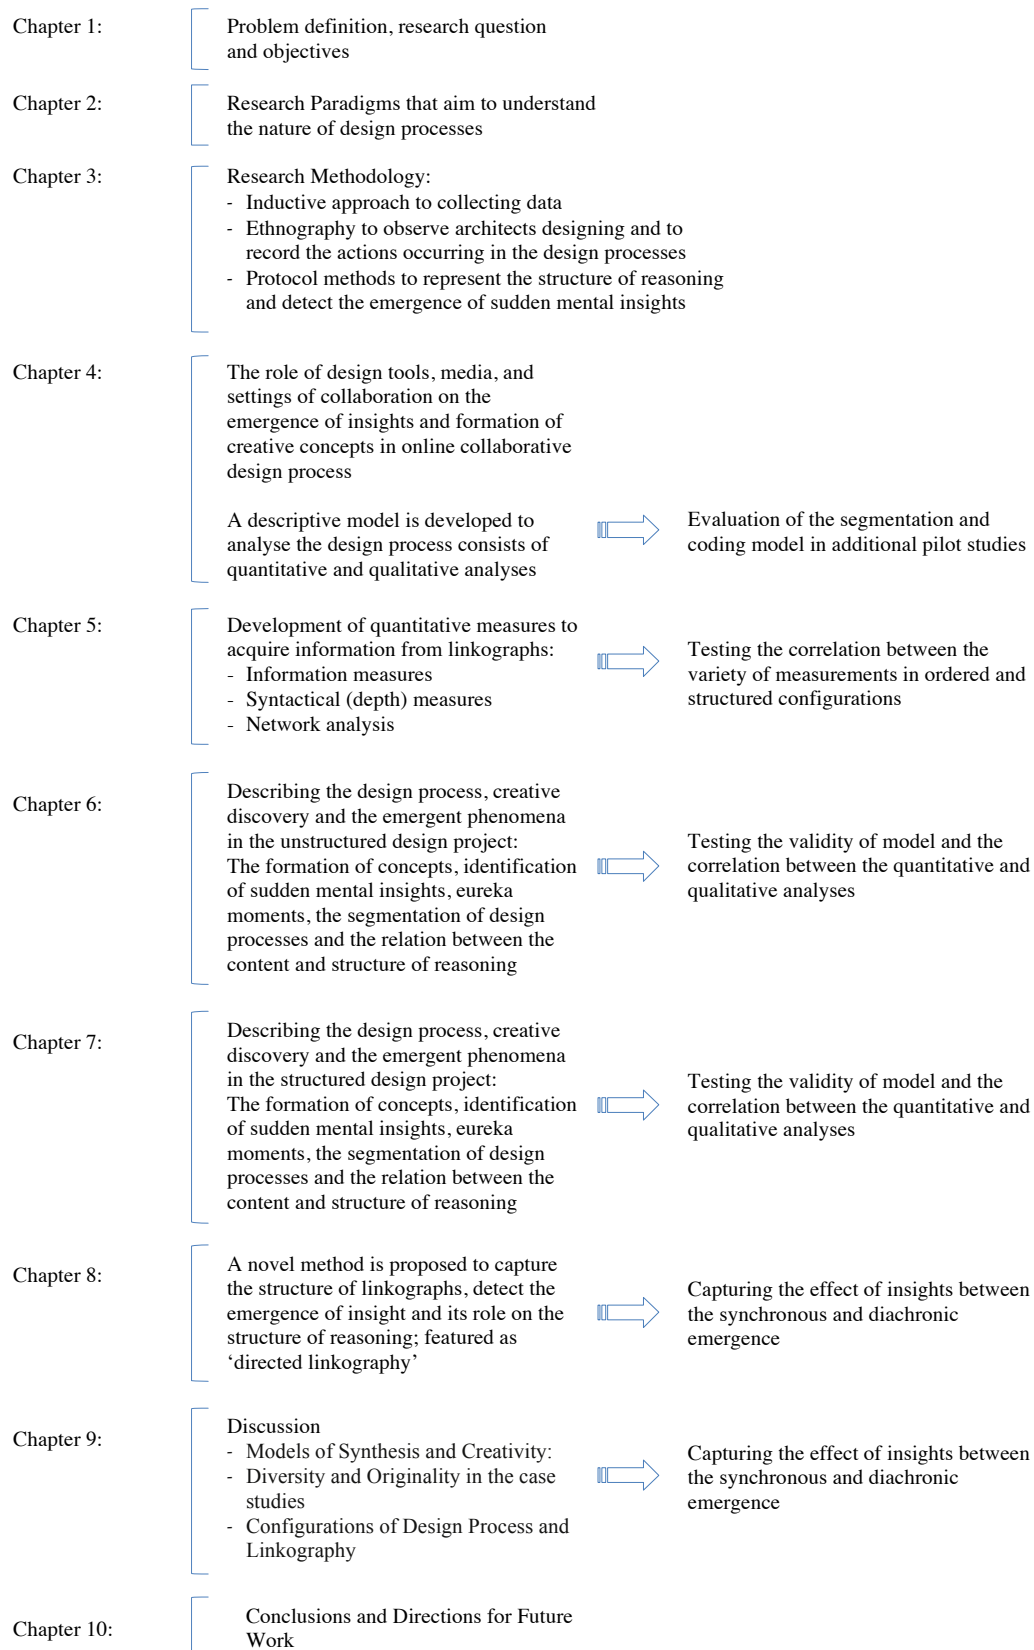 Chapter 1:
Problem definition, research question
and objectives
Chapter 2:
Research Paradigms that aim to understand
the nature of design processes
Chapter 3:
Research Methodology:
- Inductive approach to collecting data
- Ethnography to observe architects designing and to
record the actions occurring in the design processes
- Protocol methods to represent the structure of reasoning
and detect the emergence of sudden mental insights
Chapter 4:
The role of design tools, media, and
settings of collaboration on the
emergence of insights and formation of
creative concepts in online collaborative
design process
A descriptive model is developed to
analyse the design process consists of
quantitative and qualitative analyses
Evaluation of the segmentation and
coding model in additional pilot studies
Chapter 5:
Development of quantitative measures to
acquire information from linkographs:
- Information measures
- Syntactical (depth) measures
- Network analysis
Testing the correlation between the
variety of measurements in ordered and
structured configurations
Chapter 6:
Describing the design process, creative
discovery and the emergent phenomena
in the unstructured design project:
The formation of concepts, identification
of sudden mental insights, eureka
moments, the segmentation of design
processes and the relation between the
content and structure of reasoning
Testing the validity of model and the
correlation between the quantitative and
qualitative analyses
Chapter 7:
Describing the design process, creative
discovery and the emergent phenomena
in the structured design project:
The formation of concepts, identification
of sudden mental insights, eureka
moments, the segmentation of design
processes and the relation between the
content and structure of reasoning
Testing the validity of model and the
correlation between the quantitative and
qualitative analyses
Chapter 8:
A novel method is proposed to capture
the structure of linkographs, detect the
emergence of insight and its role on the
structure of reasoning; featured as
‘directed linkography’
Capturing the effect of insights between
the synchronous and diachronic
emergence
Chapter 9:
Discussion
- Models of Synthesis and Creativity:
- Diversity and Originality in the case
studies
- Configurations of Design Process and
Linkography
Capturing the effect of insights between
the synchronous and diachronic
emergence
Chapter 10:
Conclusions and Directions for Future
Work